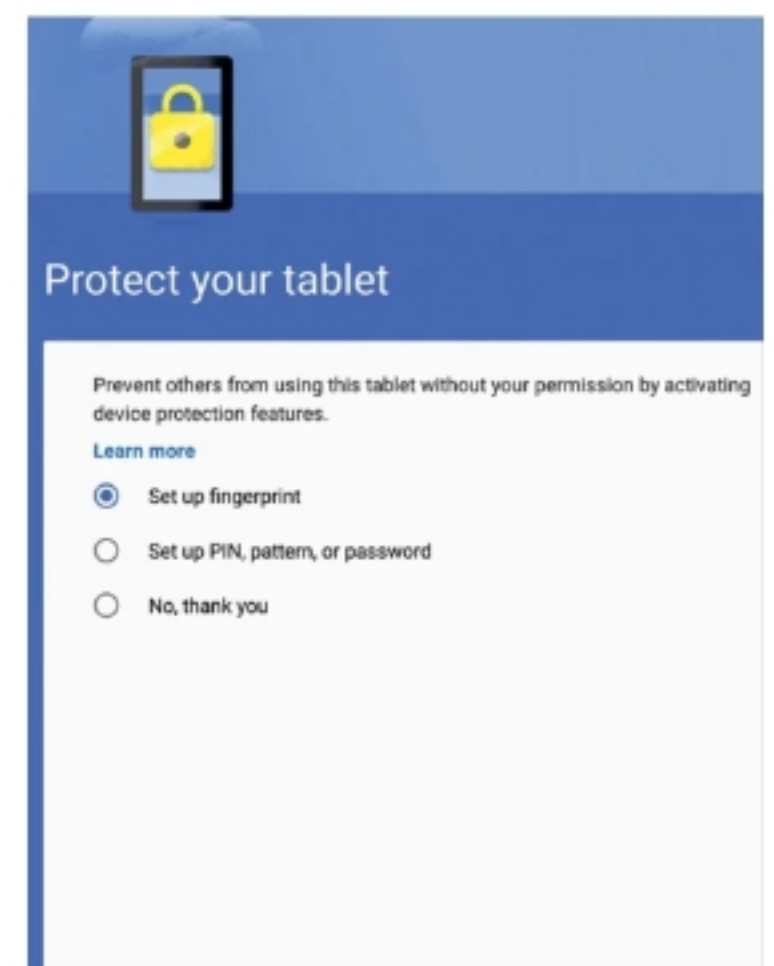 Protect your tablet
Prevent others from using this tablet without your permission by activating
device protection features.
Learn more
Set up fingerprint
Set up PIN, pattern, or password
No, thank you